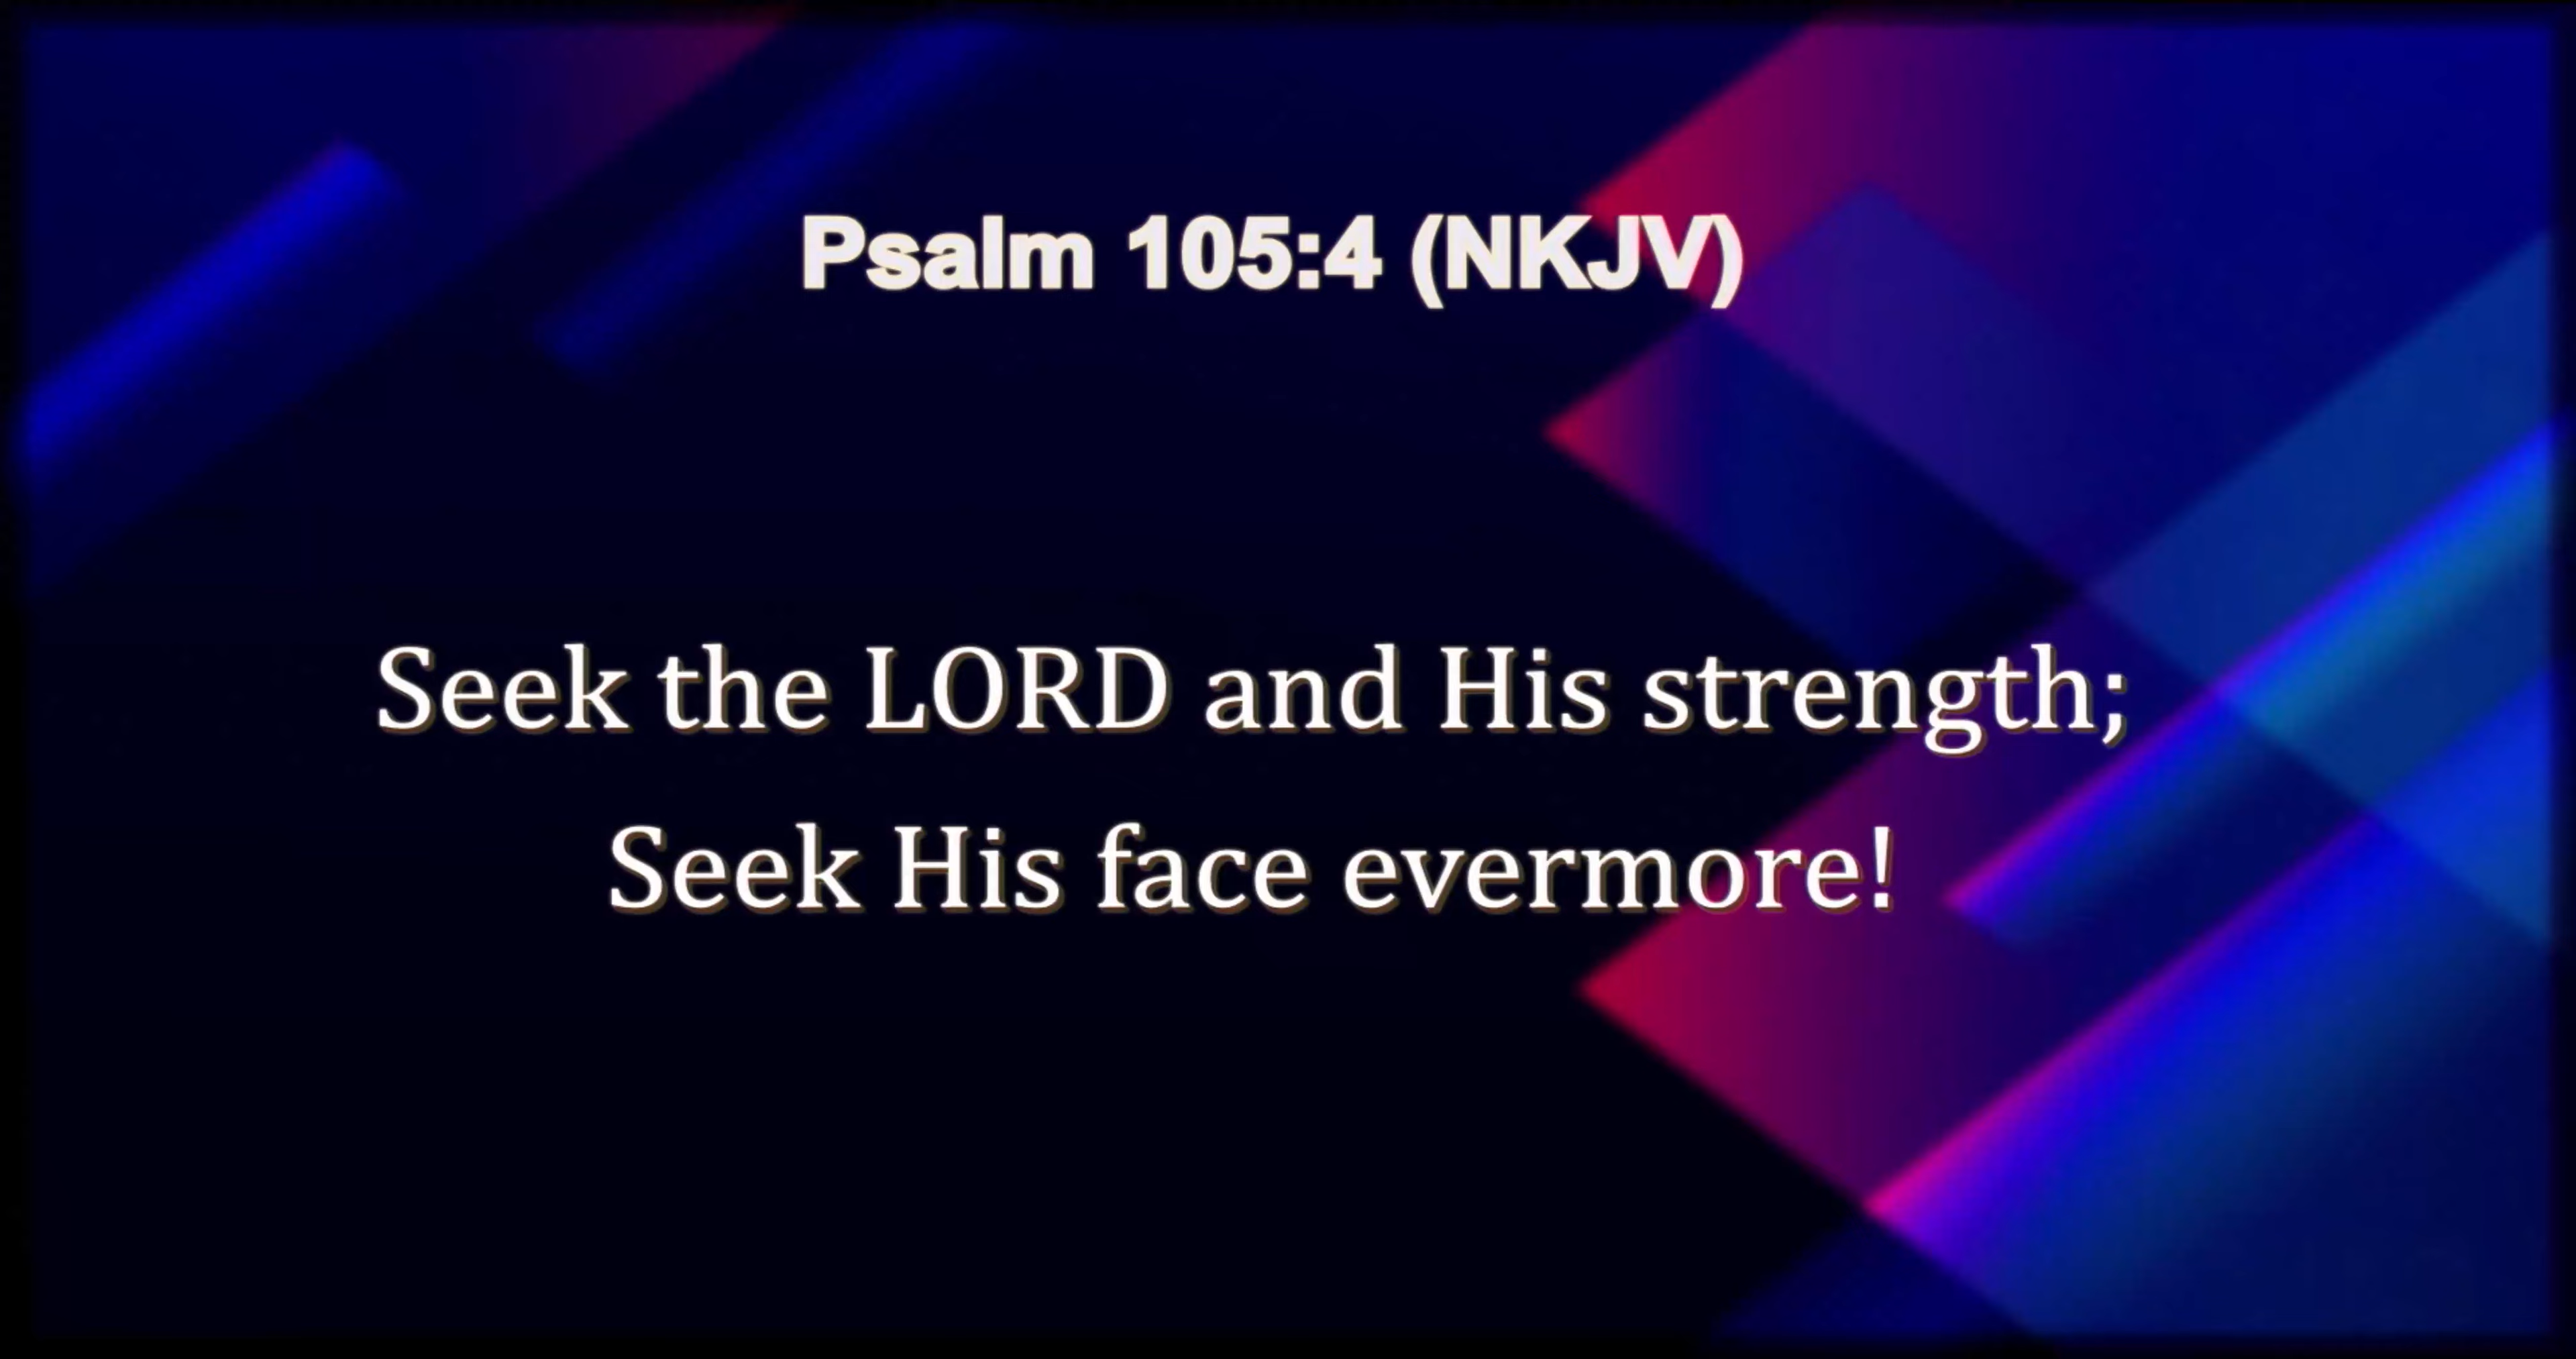 Psalm 105:4 (NKJV)
Seek the LORD and His strength;
Seek His face evermore!